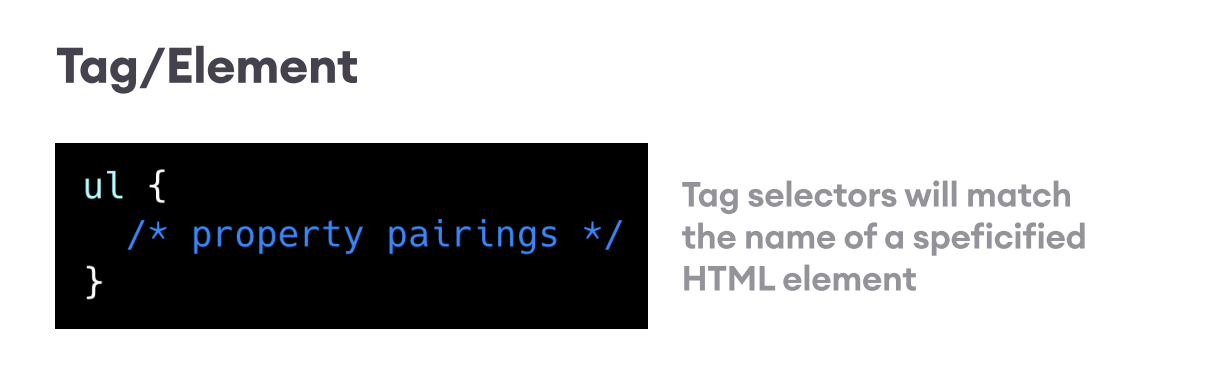 Tag/Element
ul {
/* property pairings */
}
Tag selectors will match
the name of a speficified
HTML element